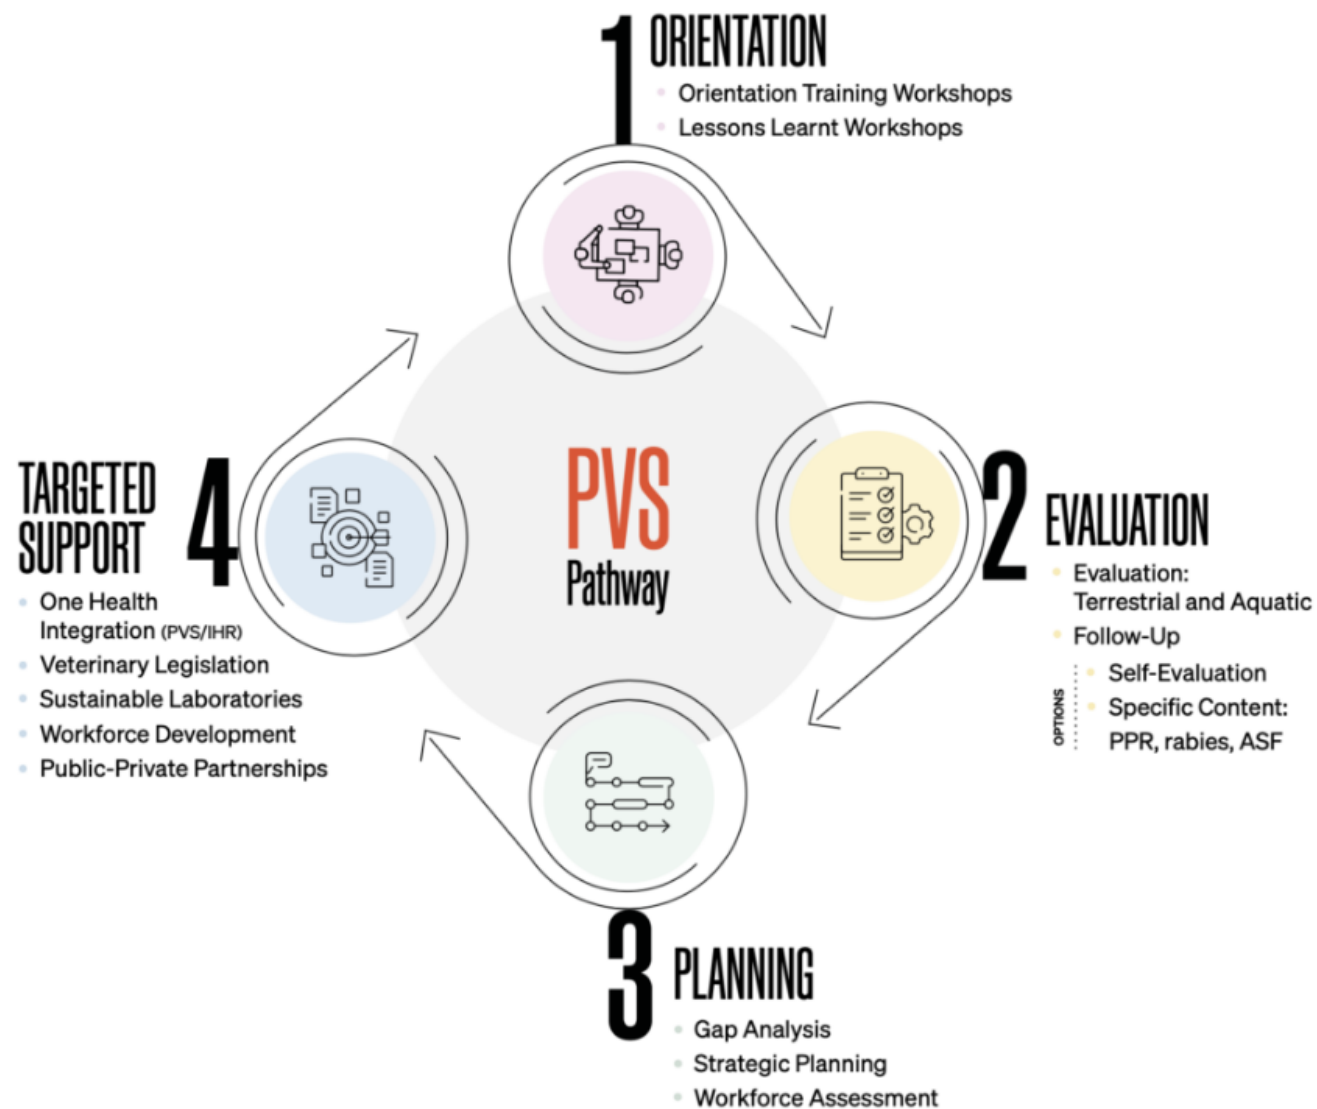 1 ORIENTATION
• Orientation Training Workshops
• Lessons Learnt Workshops
PVS
Pathway
2 EVALUATION
• Evaluation:
Terrestrial and Aquatic
• Follow-Up
OPTIONS
• Self-Evaluation
• Specific Content:
PPR, rabies, ASF
3 PLANNING
• Gap Analysis
• Strategic Planning
• Workforce Assessment
TARGETED
SUPPORT
4
• One Health
Integration (PVS/IHR)
• Veterinary Legislation
• Sustainable Laboratories
• Workforce Development
• Public-Private Partnerships